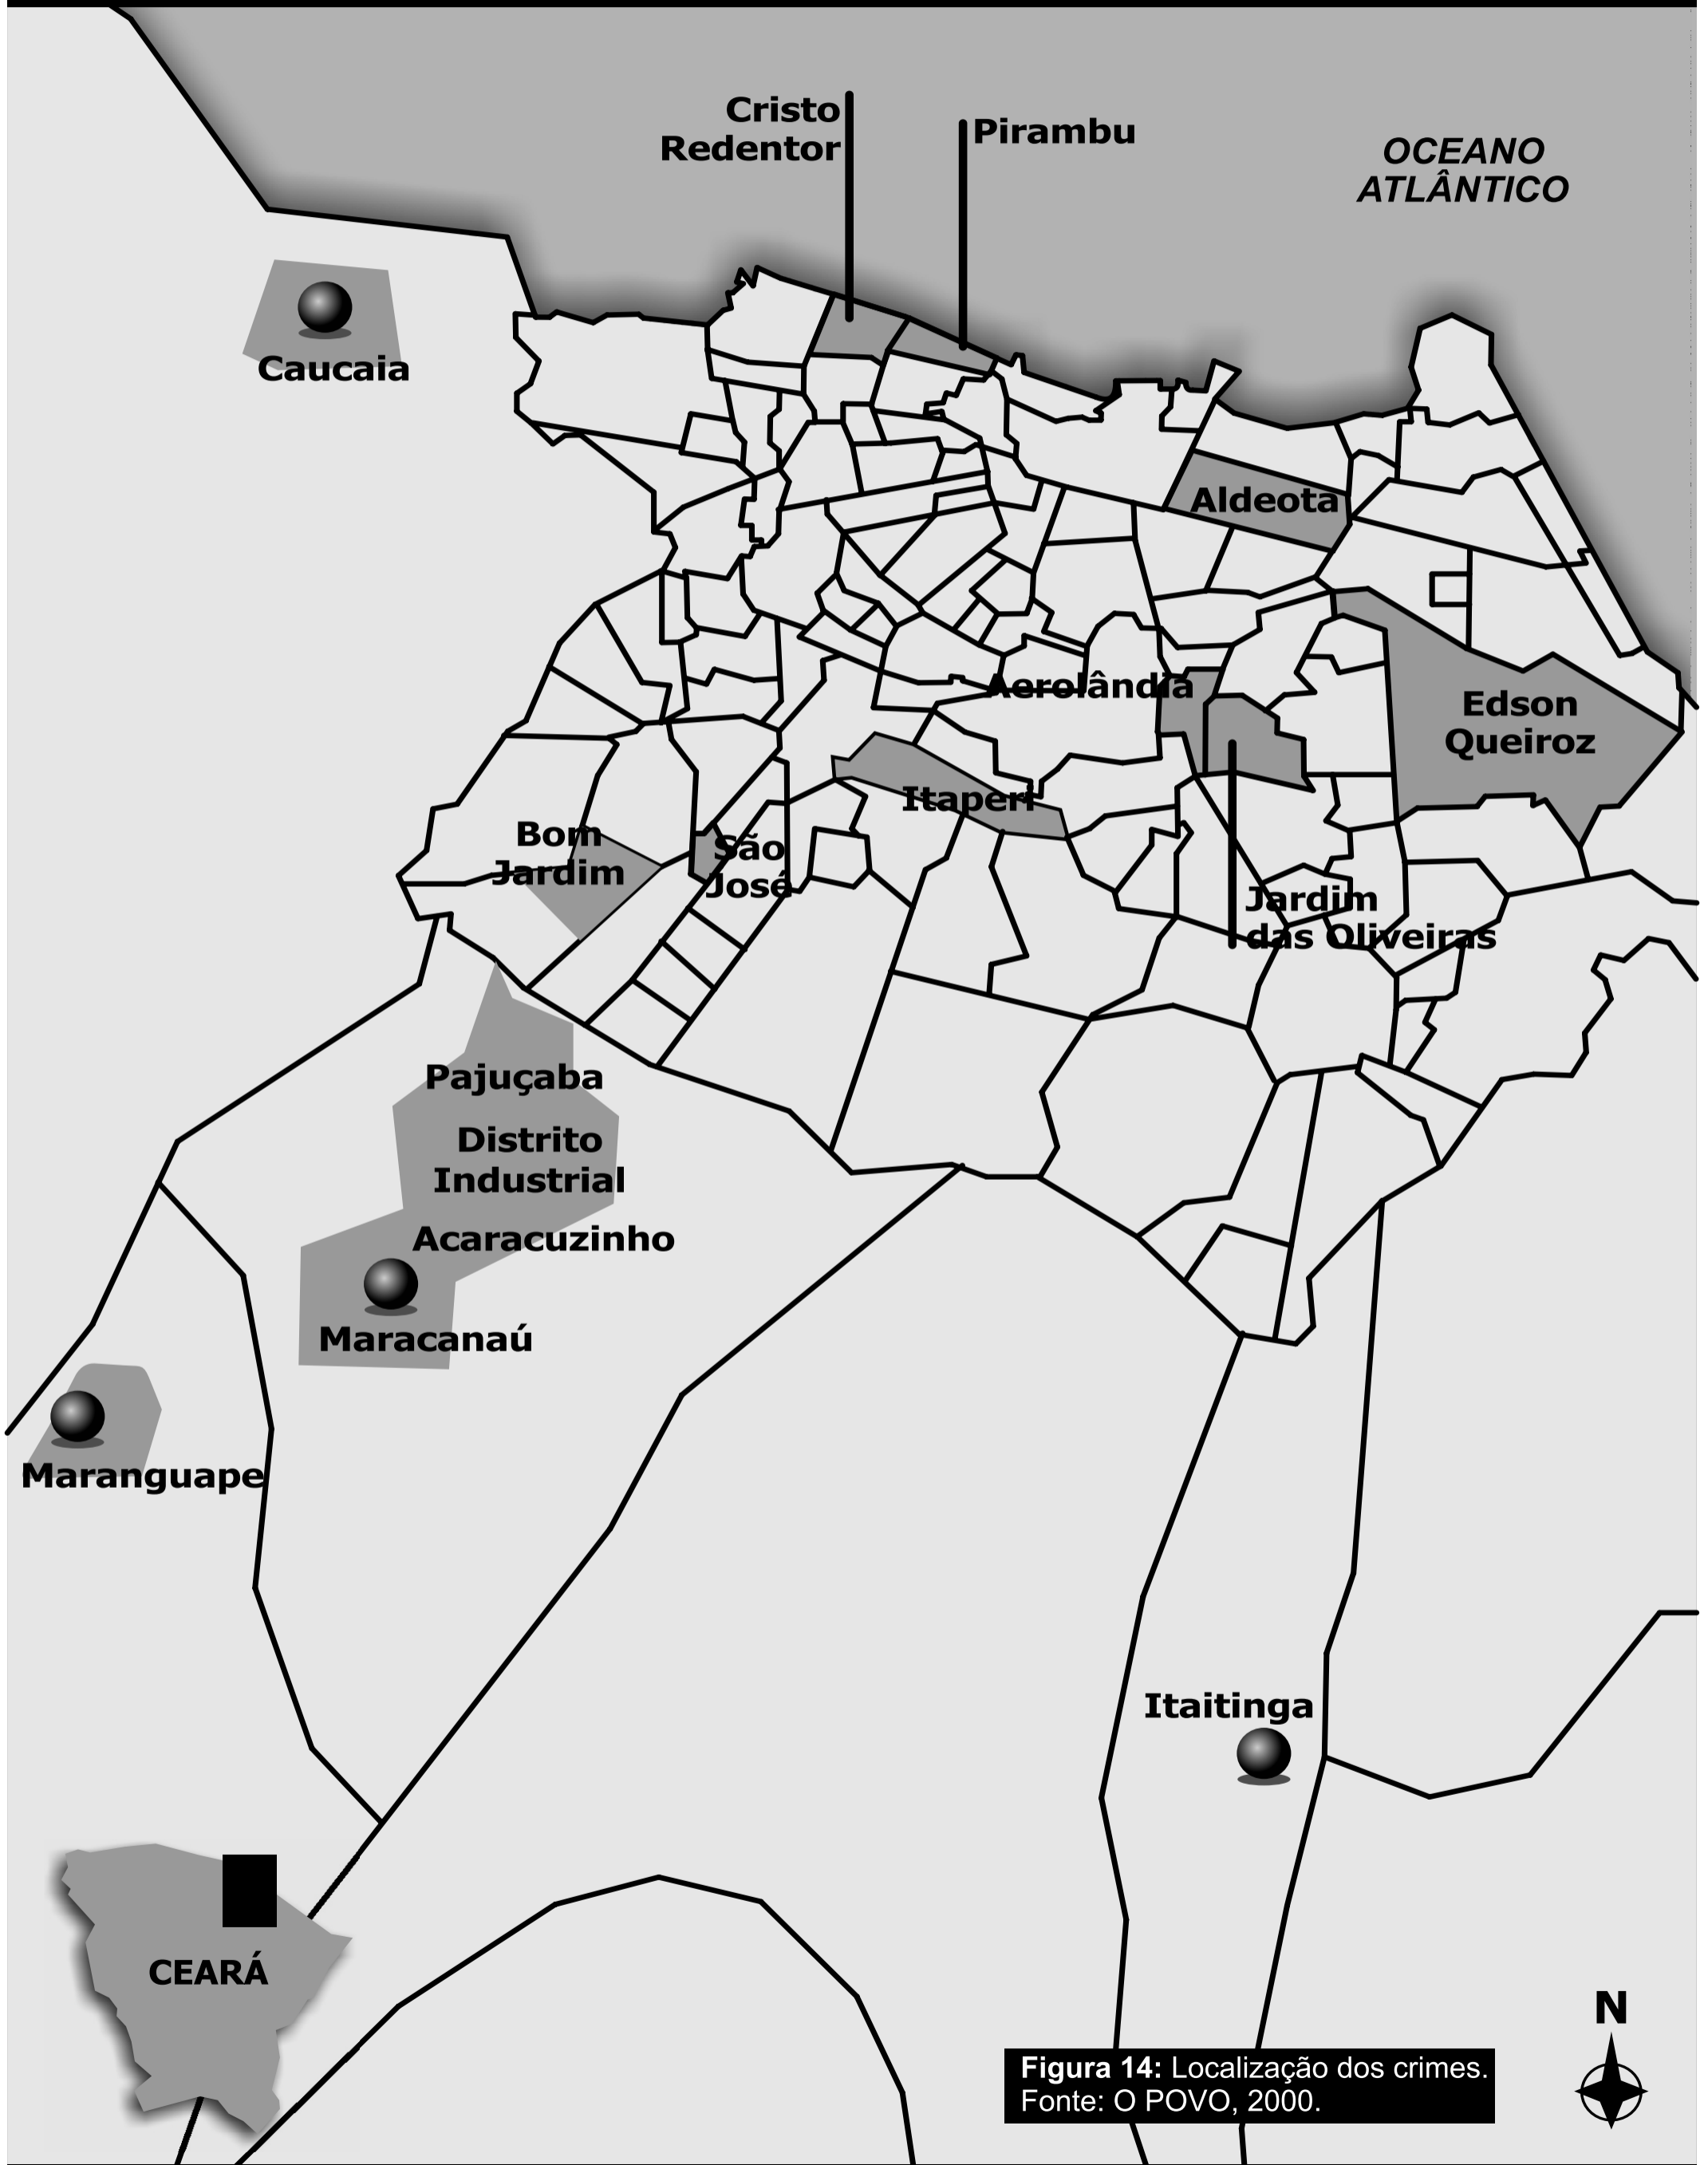 Cristo
Redentor
Pirambu
OCEANO
ATLÂNTICO
Caucaia
Aldeota
Aerolândia
Edson
Queiroz
Itaperi
Bom
Jardim
São
José
Jardim
das Oliveiras
Pajuçaba
Distrito
Industrial
Acaracuzinho
Maracanaú
Maranguape
Itaitinga
CEARÁ
N
Figura 14: Localização dos crimes.
Fonte: O POVO, 2000.